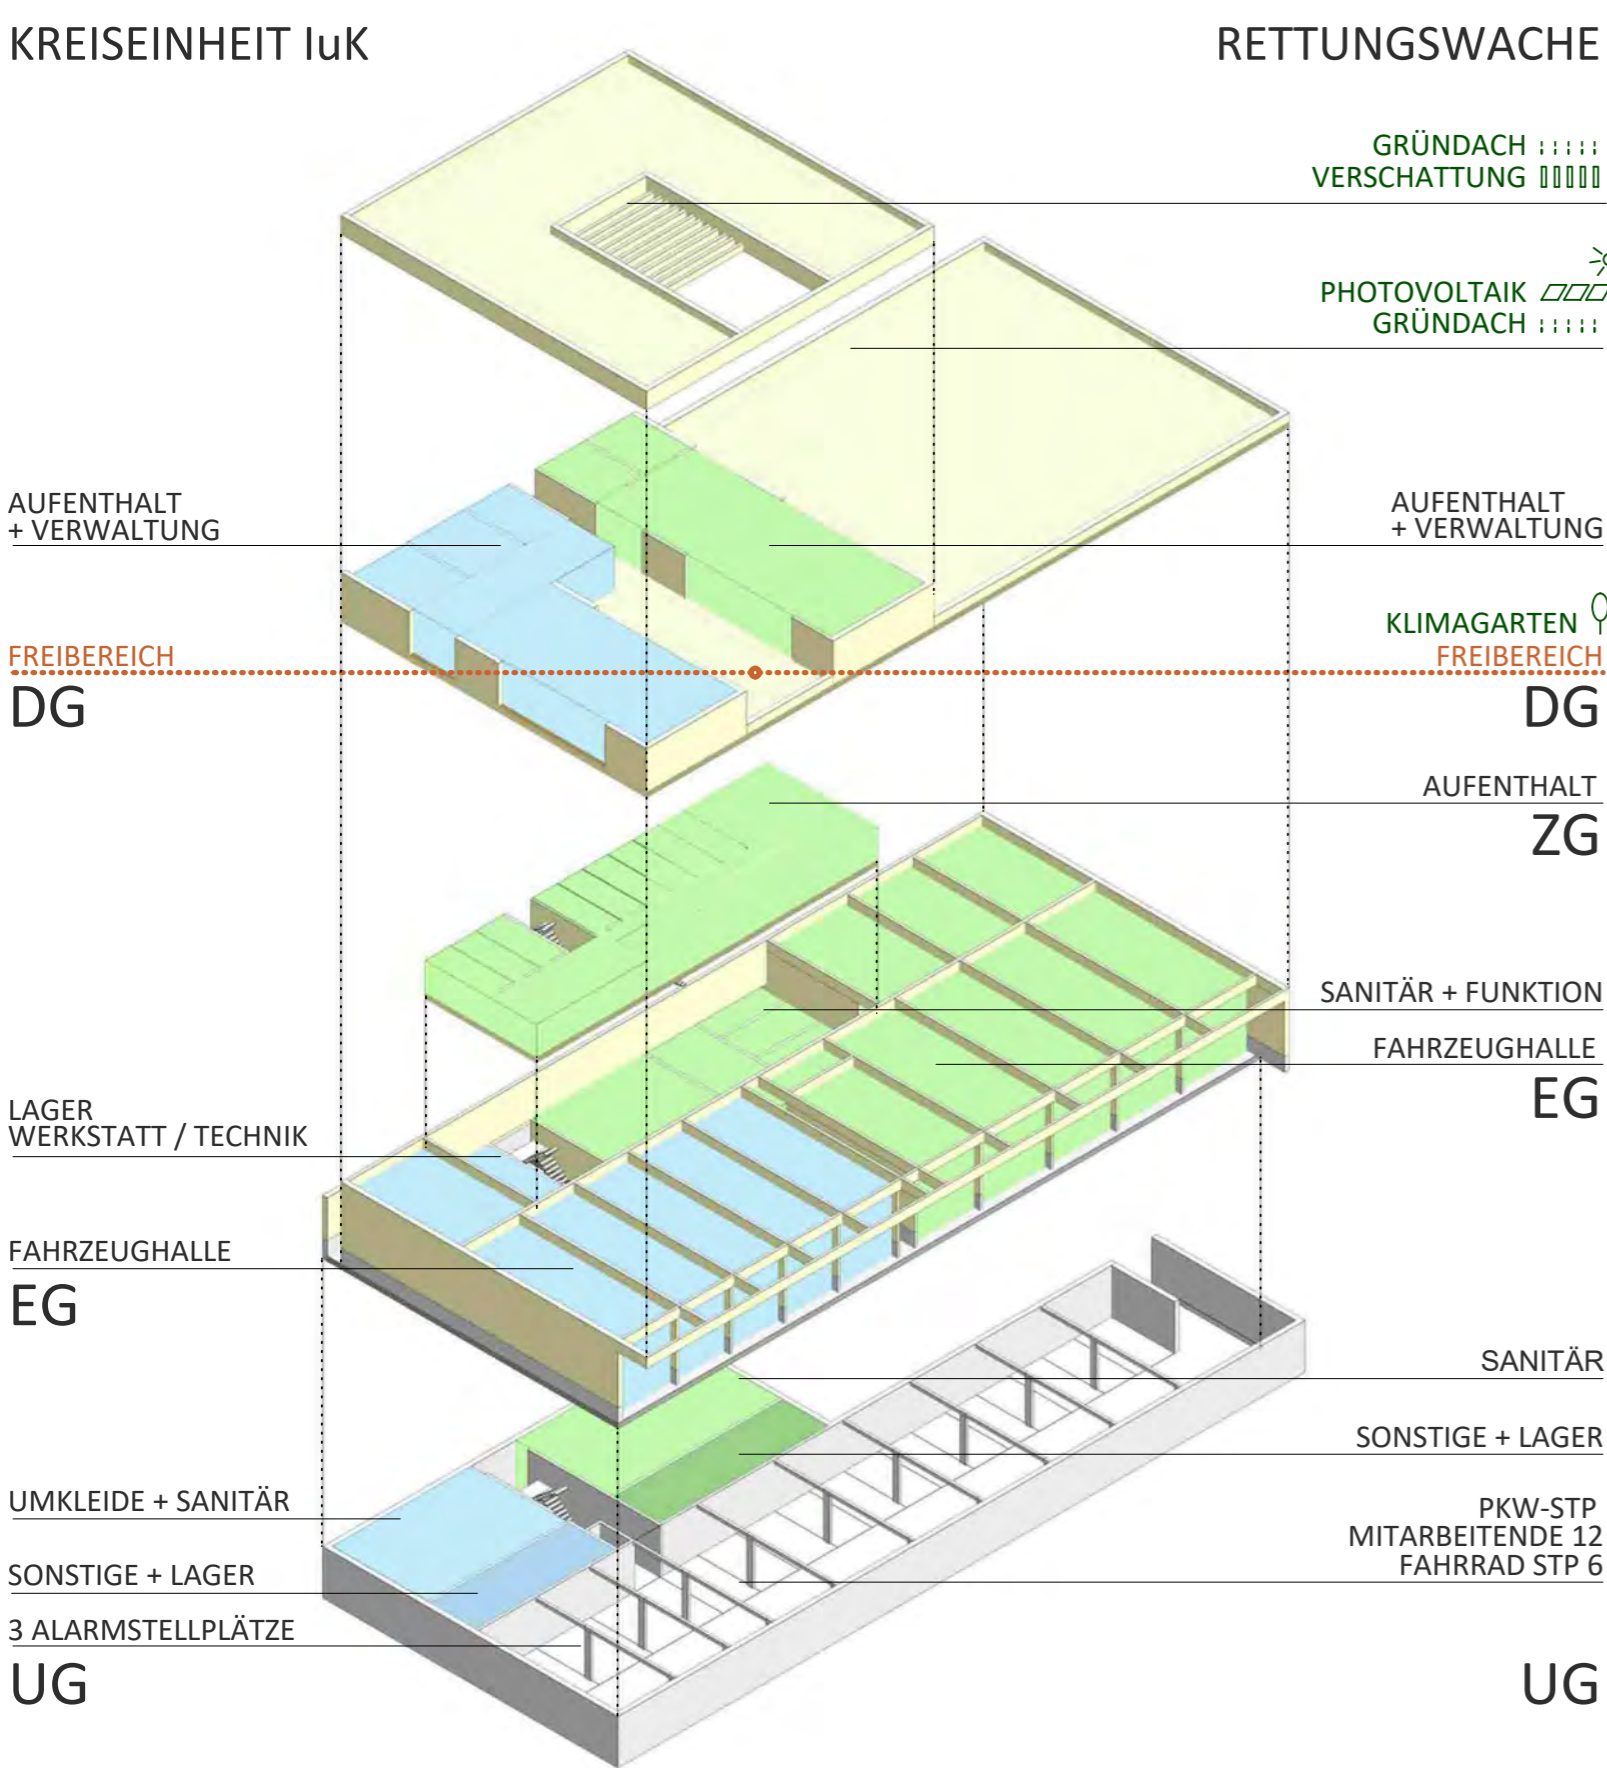 KREISEINHEIT IuK
RETTUNGSWACHE
GRÜNDACH
VERSCHATTUNG
PHOTOVOLTAIK
GRÜNDACH
AUFENTHALT
+ VERWALTUNG
AUFENTHALT
+ VERWALTUNG
KLIMAGARTEN
FREIBEREICH
FREIBEREICH
DG
DG
AUFENTHALT
ZG
SANITÄR + FUNKTION
FAHRZEUGHALLE
EG
LAGER
WERKSTATT / TECHNIK
FAHRZEUGHALLE
EG
SANITÄR
SONSTIGE + LAGER
UMKLEIDE + SANITÄR
PKW-STP
MITARBEITENDE 12
FAHRRAD STP 6
SONSTIGE + LAGER
3 ALARMSTELLPLÄTZE
UG
UG